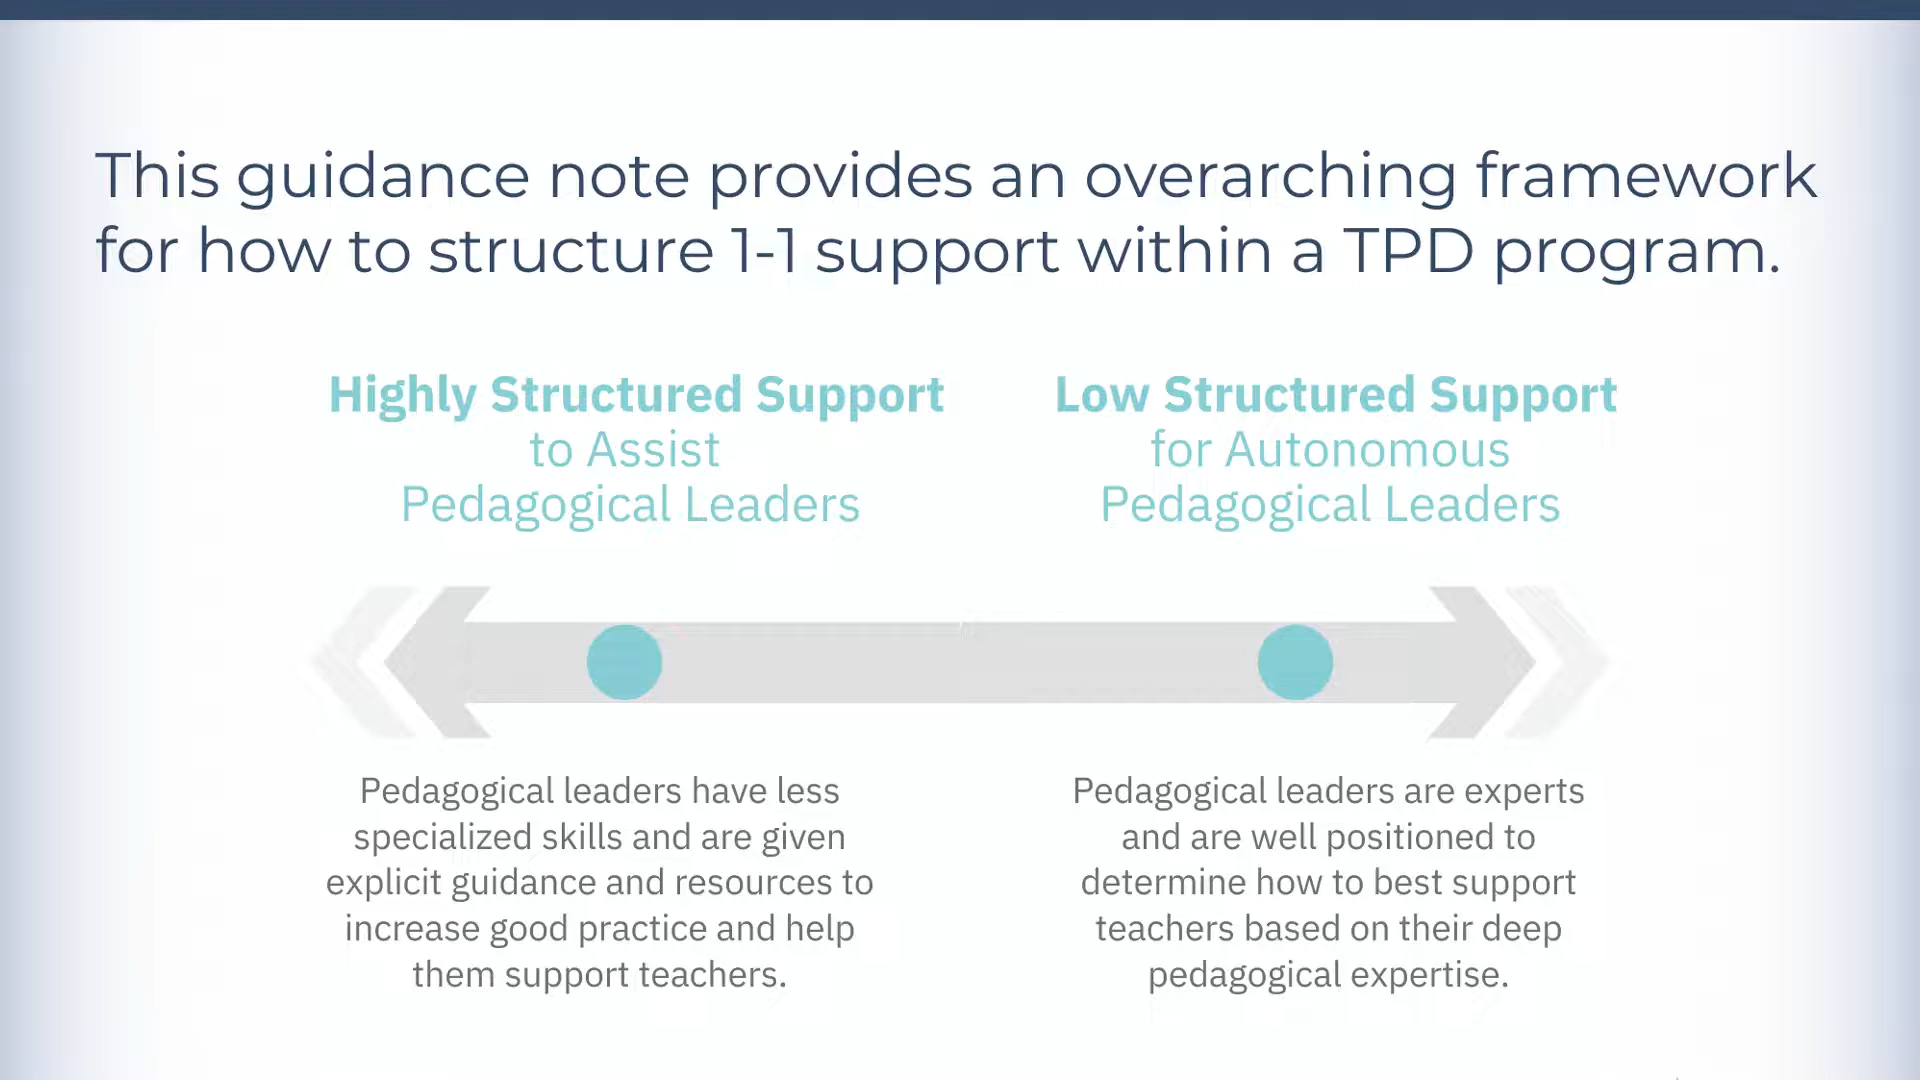 This guidance note provides an overarching framework
for how to structure 1-1 support within a TPD program.
Highly Structured Support
to Assist
Pedagogical Leaders
Low Structured Support
for Autonomous
Pedagogical Leaders
Pedagogical leaders have less
specialized skills and are given
explicit guidance and resources to
increase good practice and help
them support teachers.
Pedagogical leaders are experts
and are well positioned to
determine how to best support
teachers based on their deep
pedagogical expertise.